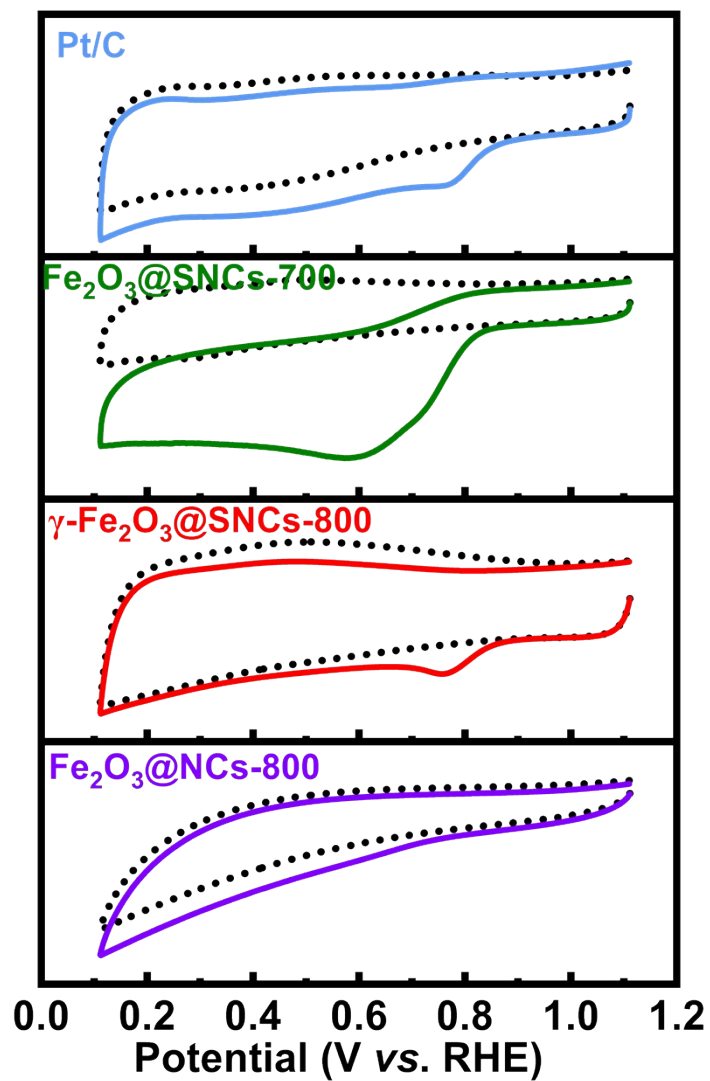 Pt/C
Fe₂O₃@SNCs-700
γ-Fe₂O₃@SNCs-800
Fe₂O₃@NCs-800
0.0 0.2 0.4 0.6 0.8 1.0 1.2
Potential (V vs. RHE)